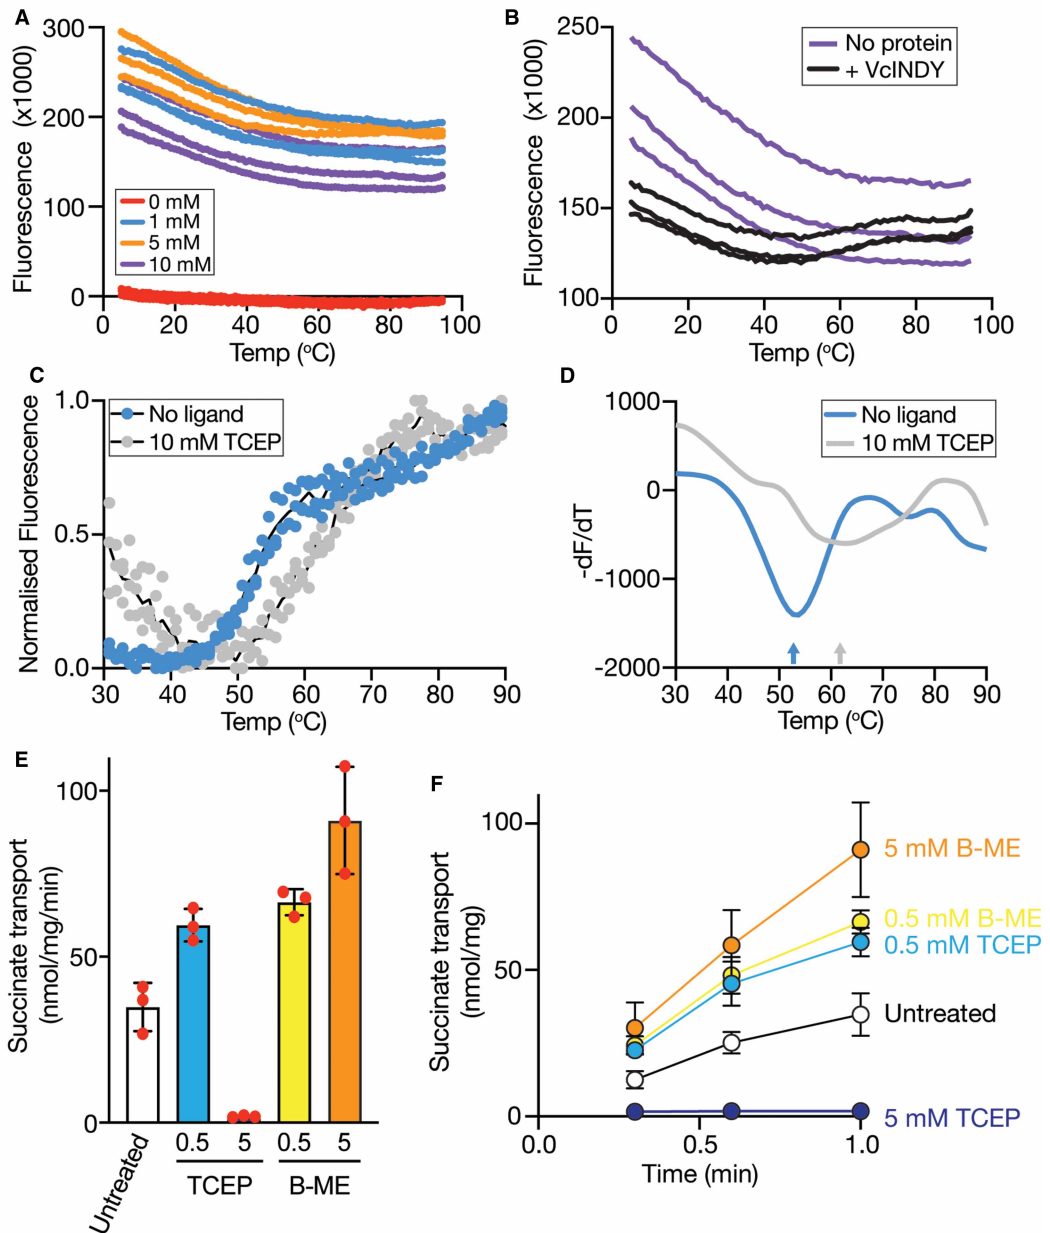 A
Fluorescence (x1000)
300
200
100
0
0 mM
1 mM
5 mM
10 mM
0
20
40
60
80
100
Temp (°C)
B
Fluorescence (x1000)
250
200
150
100
No protein
+ VcINDY
0
20
40
60
80
100
Temp (°C)
C
Normalised Fluorescence
1.0
0.5
0.0
No ligand
10 mM TCEP
30
40
50
60
70
80
90
Temp (°C)
D
-dF/dT
1000
0
-1000
-2000
No ligand
10 mM TCEP
30
40
50
60
70
80
90
Temp (°C)
E
Succinate transport
(nmol/mg/min)
100
50
0
Untreated
0.5
5
0.5
5
TCEP
B-ME
F
Succinate transport
(nmol/mg)
100
50
0
5 mM B-ME
0.5 mM B-ME
0.5 mM TCEP
Untreated
5 mM TCEP
0.0
0.5
1.0
Time (min)